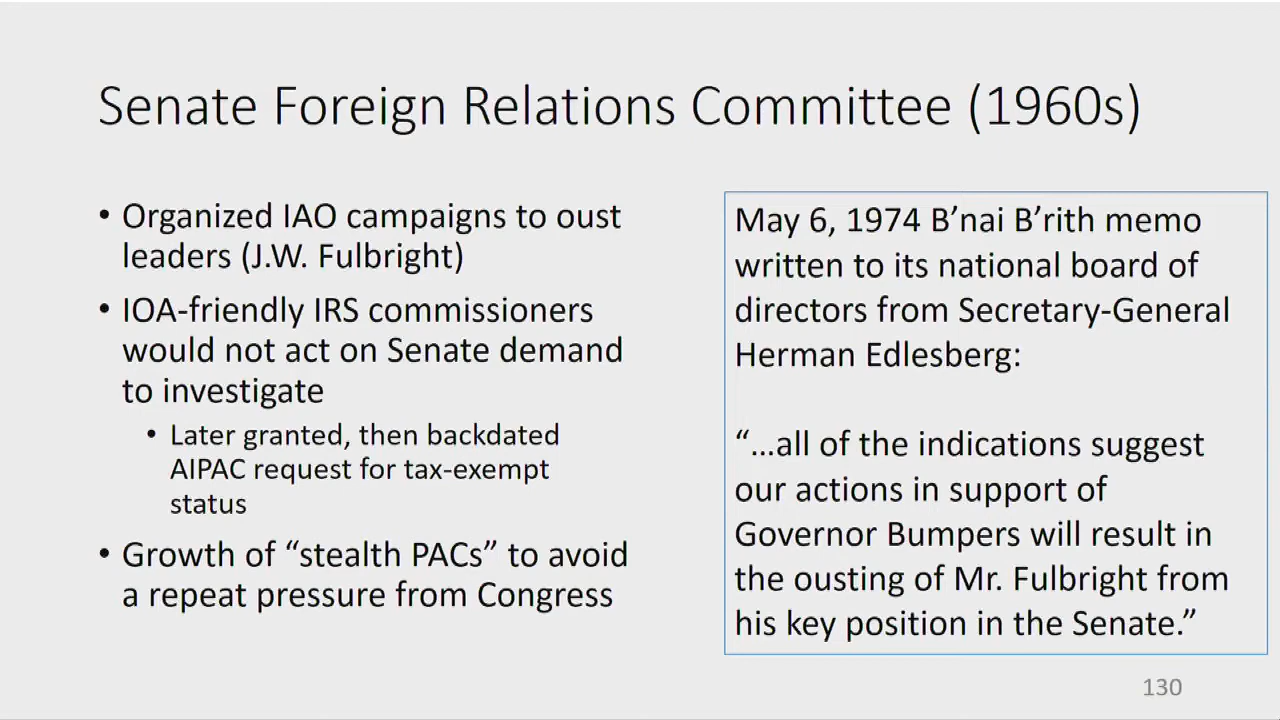 Senate Foreign Relations Committee (1960s)
• Organized IAO campaigns to oust
leaders (J.W. Fulbright)
• IOA-friendly IRS commissioners
would not act on Senate demand
to investigate
• Later granted, then backdated
AIPAC request for tax-exempt
status
• Growth of “stealth PACs” to avoid
a repeat pressure from Congress
May 6, 1974 B’nai B’rith memo
written to its national board of
directors from Secretary-General
Herman Edlesberg:
“…all of the indications suggest
our actions in support of
Governor Bumpers will result in
the ousting of Mr. Fulbright from
his key position in the Senate.”
130